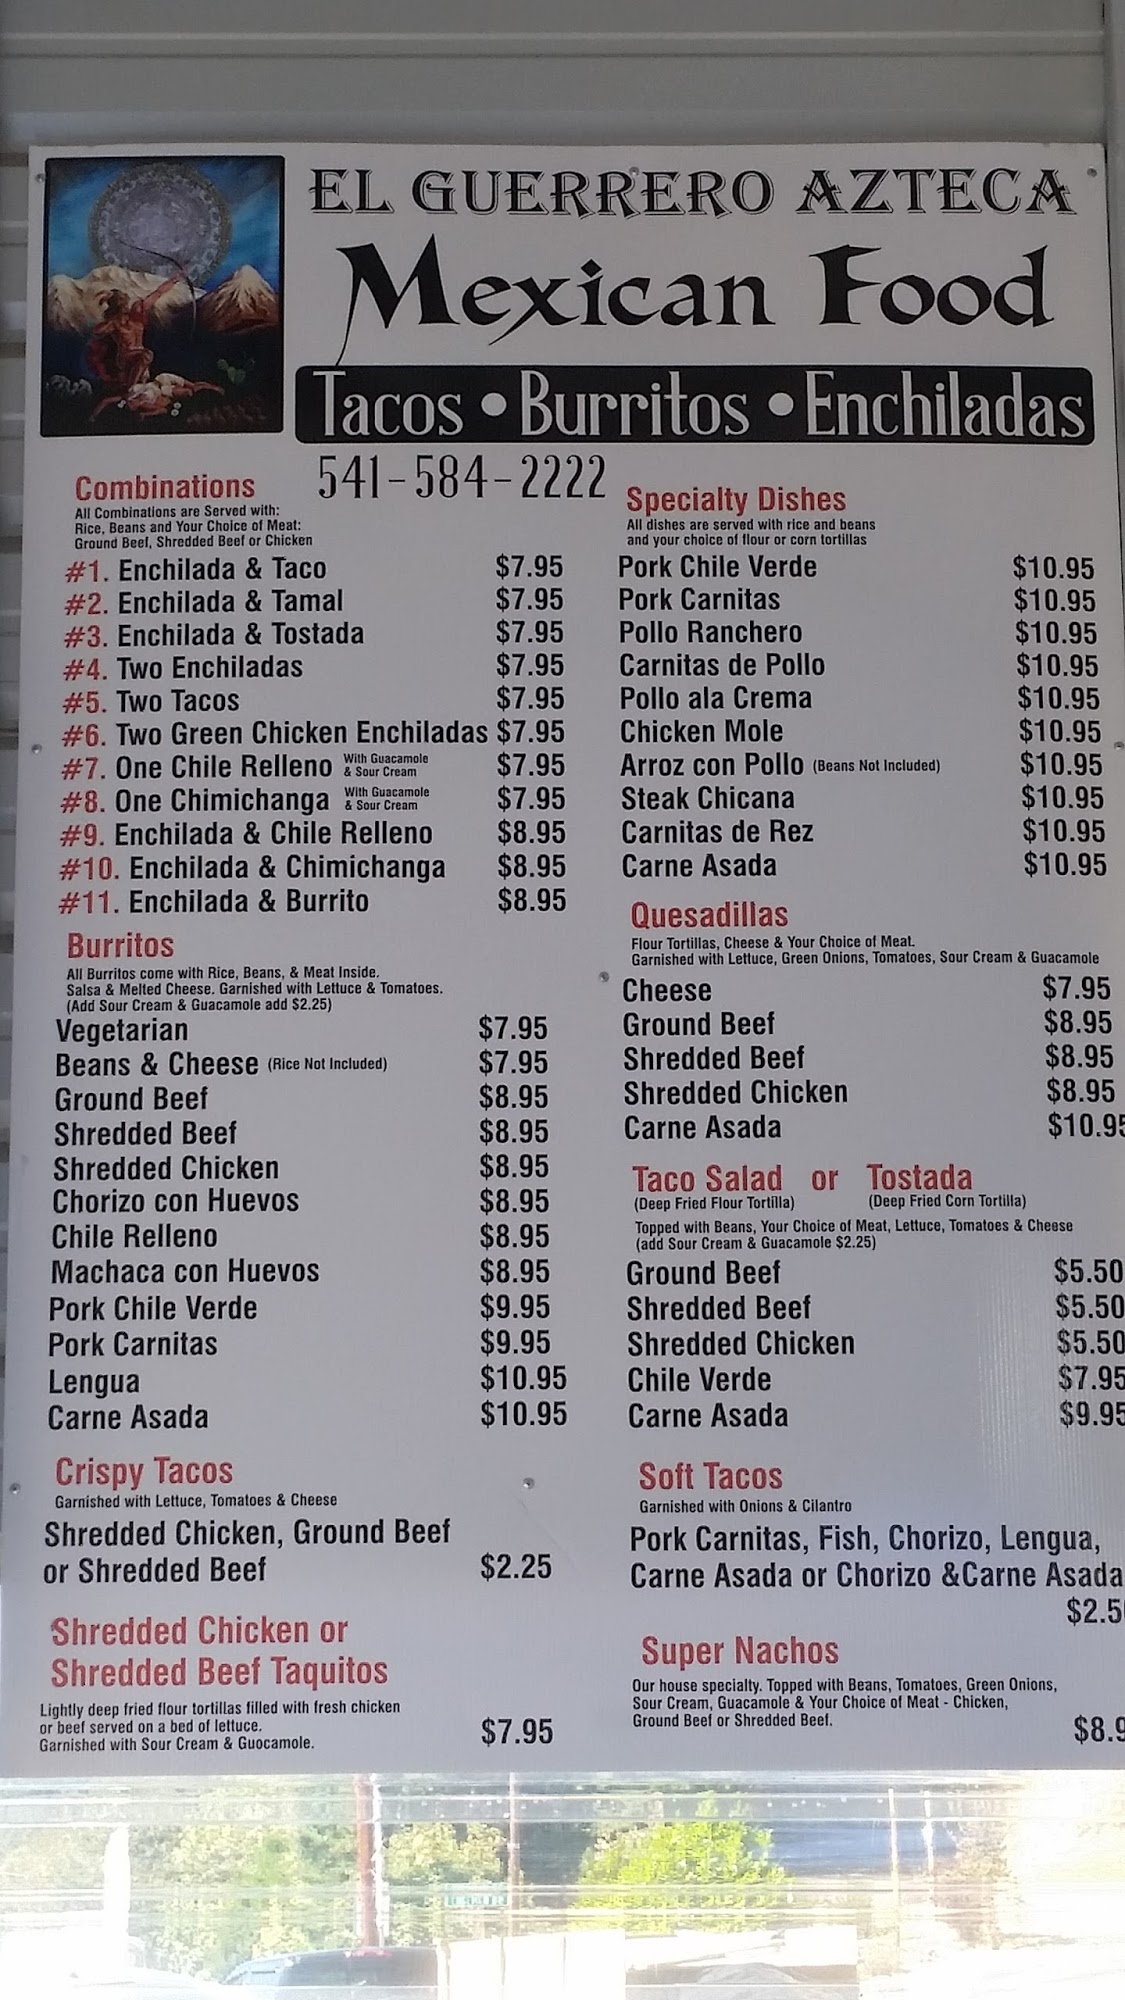 EL GUERRERO AZTECA
Mexican Food
Tacos • Burritos • Enchiladas
541-584-2222
Combinations
All Combinations are Served with:
Rice, Beans and Your Choice of Meat:
Ground Beef, Shredded Beef or Chicken
#1. Enchilada & Taco $7.95
#2. Enchilada & Tamal $7.95
#3. Enchilada & Tostada $7.95
#4. Two Enchiladas $7.95
#5. Two Tacos $7.95
#6. Two Green Chicken Enchiladas $7.95
#7. One Chile Relleno With Guacamole & Sour Cream $7.95
#8. One Chimichanga With Guacamole & Sour Cream $7.95
#9. Enchilada & Chile Relleno $8.95
#10. Enchilada & Chimichanga $8.95
#11. Enchilada & Burrito $8.95
Burritos
All Burritos come with Rice, Beans, & Meat Inside.
Salsa & Melted Cheese. Garnished with Lettuce & Tomatoes.
(Add Sour Cream & Guacamole add $2.25)
Vegetarian $7.95
Beans & Cheese (Rice Not Included) $7.95
Ground Beef $8.95
Shredded Beef $8.95
Shredded Chicken $8.95
Chorizo con Huevos $8.95
Chile Relleno $8.95
Machaca con Huevos $8.95
Pork Chile Verde $9.95
Pork Carnitas $9.95
Lengua $10.95
Carne Asada $10.95
Crispy Tacos
Garnished with Lettuce, Tomatoes & Cheese
Shredded Chicken, Ground Beef
or Shredded Beef $2.25
Shredded Chicken or
Shredded Beef Taquitos
Lightly deep fried flour tortillas filled with fresh chicken
or beef served on a bed of lettuce.
Garnished with Sour Cream & Guocamole. $7.95
Specialty Dishes
All dishes are served with rice and beans
and your choice of flour or corn tortillas
Pork Chile Verde $10.95
Pork Carnitas $10.95
Pollo Ranchero $10.95
Carnitas de Pollo $10.95
Pollo ala Crema $10.95
Chicken Mole $10.95
Arroz con Pollo (Beans Not Included) $10.95
Steak Chicana $10.95
Carnitas de Rez $10.95
Carne Asada $10.95
Quesadillas
Flour Tortillas, Cheese & Your Choice of Meat.
Garnished with Lettuce, Green Onions, Tomatoes, Sour Cream & Guacamole
Cheese $7.95
Ground Beef $8.95
Shredded Beef $8.95
Shredded Chicken $8.95
Carne Asada $10.95
Taco Salad or Tostada
(Deep Fried Flour Tortilla) (Deep Fried Corn Tortilla)
Topped with Beans, Your Choice of Meat, Lettuce, Tomatoes & Cheese
(add Sour Cream & Guacamole $2.25)
Ground Beef $5.50
Shredded Beef $5.50
Shredded Chicken $5.50
Chile Verde $7.95
Carne Asada $9.95
Soft Tacos
Garnished with Onions & Cilantro
Pork Carnitas, Fish, Chorizo, Lengua,
Carne Asada or Chorizo &Carne Asada
$2.5
Super Nachos
Our house specialty. Topped with Beans, Tomatoes, Green Onions,
Sour Cream, Guacamole & Your Choice of Meat - Chicken,
Ground Beef or Shredded Beef. $8.9